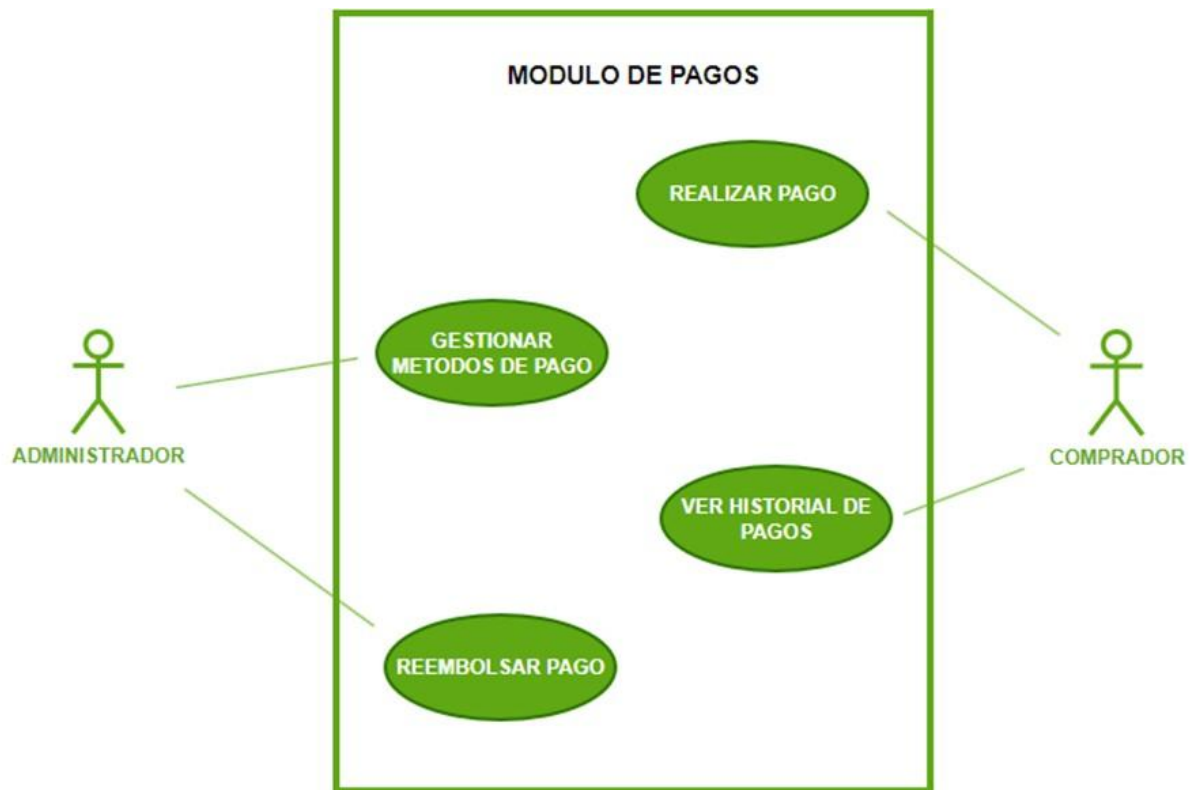 MODULO DE PAGOS
REALIZAR PAGO
GESTIONAR
METODOS DE PAGO
ADMINISTRADOR
COMPRADOR
VER HISTORIAL DE
PAGOS
REEMBOLSAR PAGO